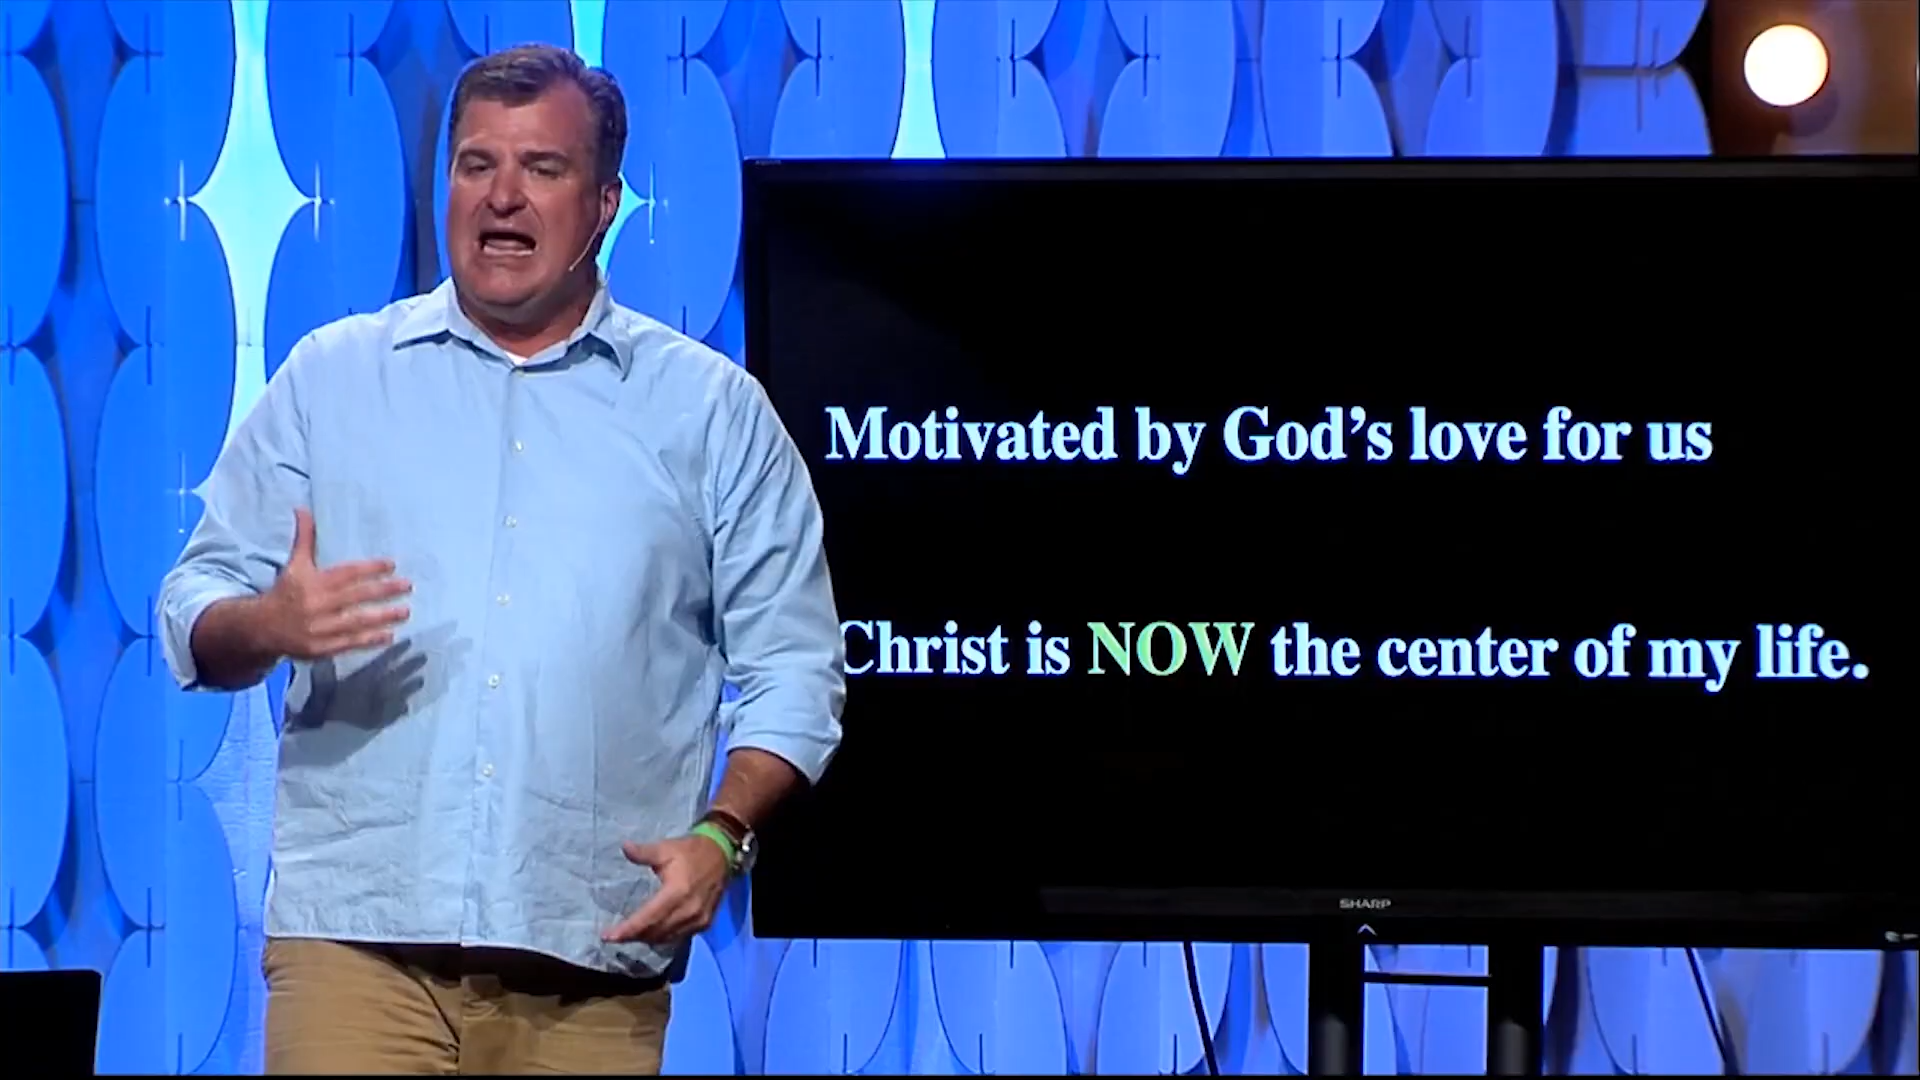 Motivated by God's love for us
Christ is NOW the center of my life.
SHARP